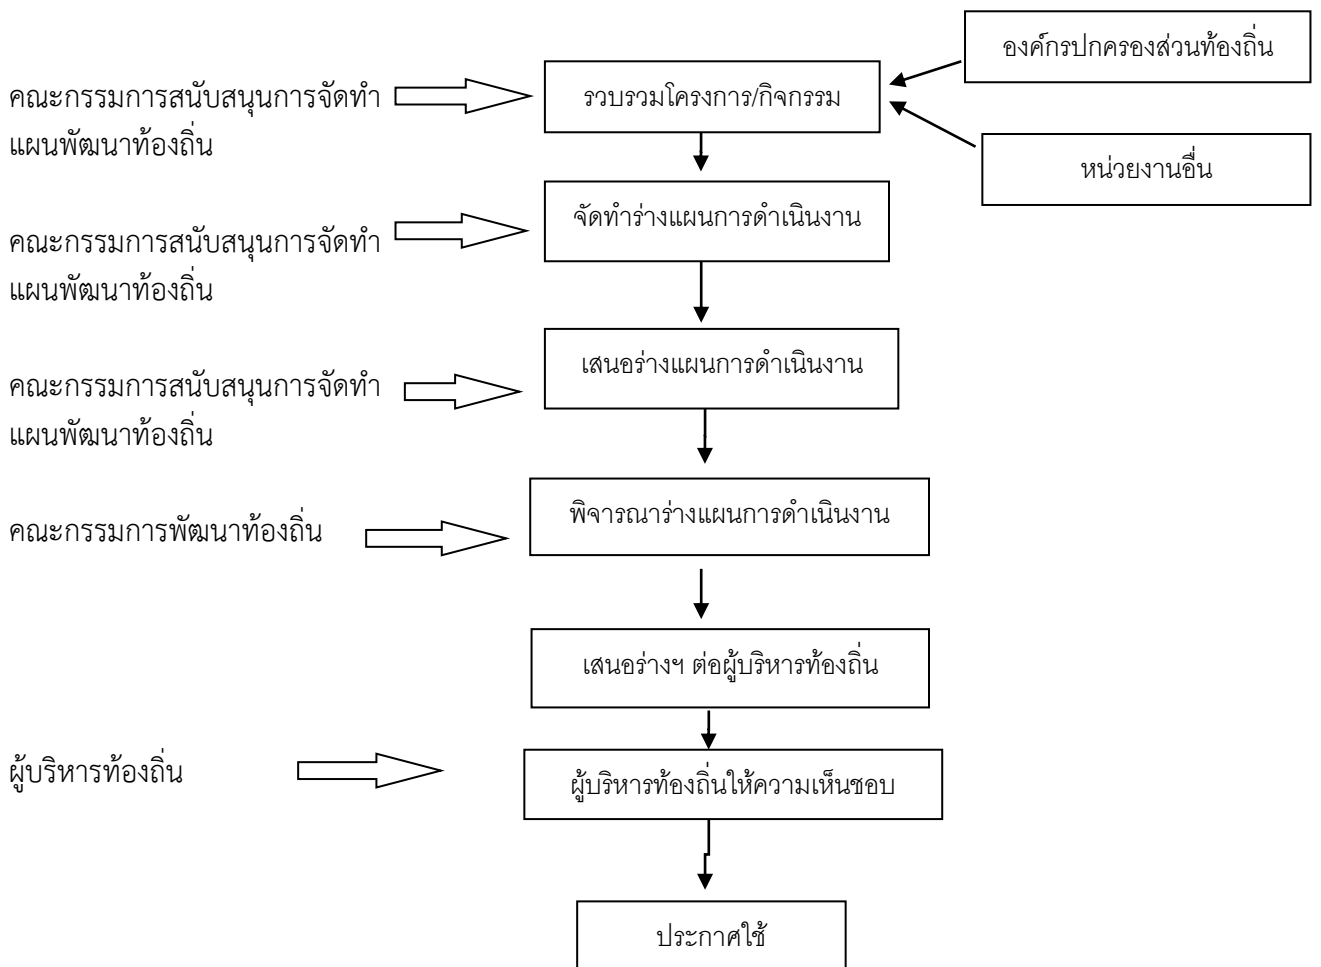 องค์กรปกครองส่วนท้องถิ่น
คณะกรรมการสนับสนุนการจัดทำ
แผนพัฒนาท้องถิ่น
รวบรวมโครงการ/กิจกรรม
หน่วยงานอื่น
คณะกรรมการสนับสนุนการจัดทำ
แผนพัฒนาท้องถิ่น
จัดทำร่างแผนการดำเนินงาน
คณะกรรมการสนับสนุนการจัดทำ
แผนพัฒนาท้องถิ่น
เสนอร่างแผนการดำเนินงาน
คณะกรรมการพัฒนาท้องถิ่น
พิจารณาร่างแผนการดำเนินงาน
เสนอร่างฯ ต่อผู้บริหารท้องถิ่น
ผู้บริหารท้องถิ่น
ผู้บริหารท้องถิ่นให้ความเห็นชอบ
ประกาศใช้